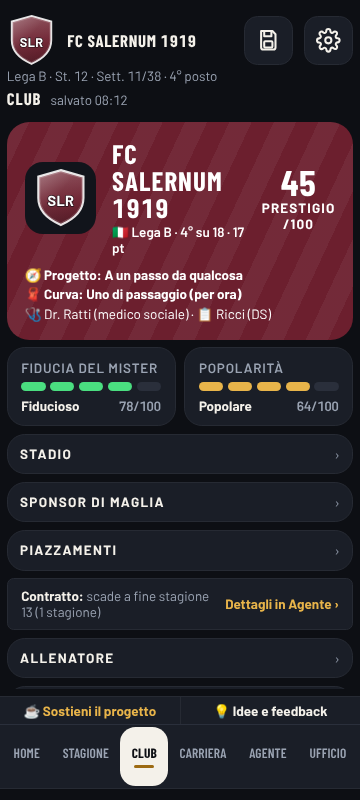 SLR
FC SALERNUM 1919
Lega B · St. 12 · Sett. 11/38 · 4° posto
CLUB salvato 08:12
SLR
FC
SALERNUM
1919
🇮🇹 Lega B · 4° su 18 · 17
pt
45
PRESTIGIO
/100
🧭 Progetto: A un passo da qualcosa
🧣 Curva: Uno di passaggio (per ora)
🩺 Dr. Ratti (medico sociale) · 📋 Ricci (DS)
FIDUCIA DEL MISTER
Fiducioso 78/100
POPOLARITÀ
Popolare 64/100
STADIO ›
SPONSOR DI MAGLIA ›
PIAZZAMENTI ›
Contratto: scade a fine stagione
13 (1 stagione)
Dettagli in Agente ›
ALLENATORE ›
☕ Sostieni il progetto
💡 Idee e feedback
HOME STAGIONE CLUB CARRIERA AGENTE UFFICIO